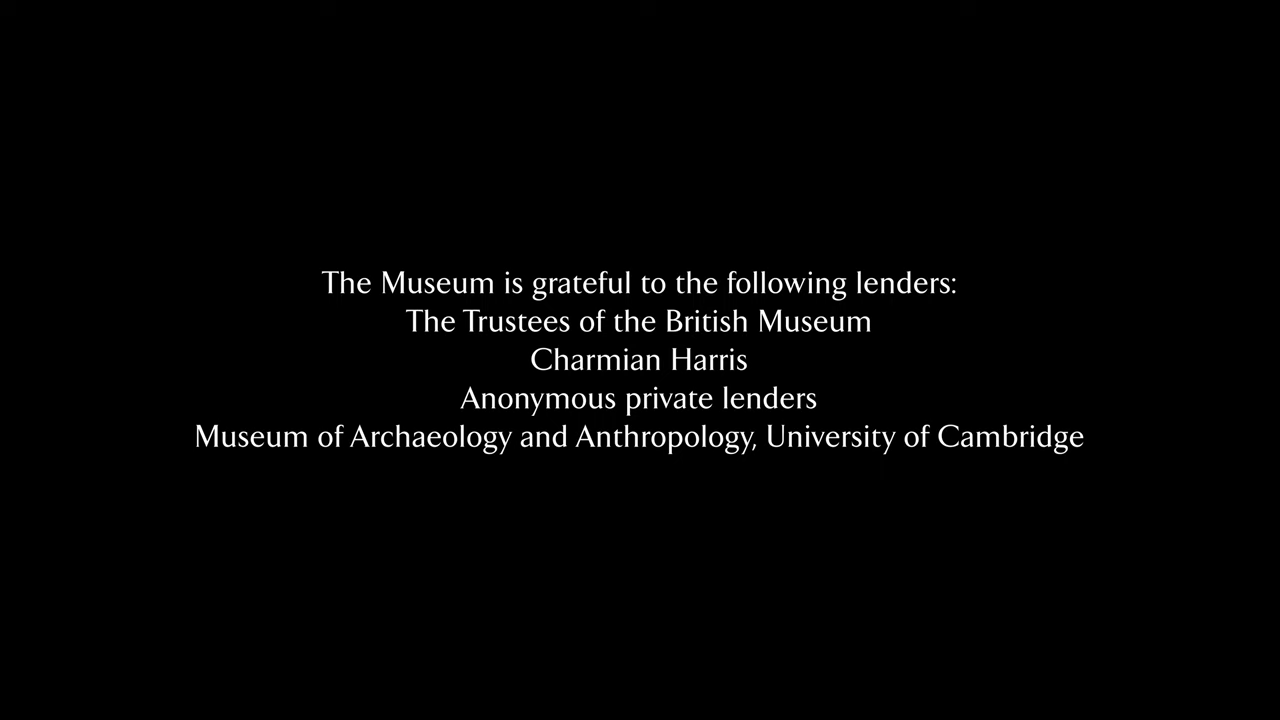 The Museum is grateful to the following lenders:
The Trustees of the British Museum
Charmian Harris
Anonymous private lenders
Museum of Archaeology and Anthropology, University of Cambridge